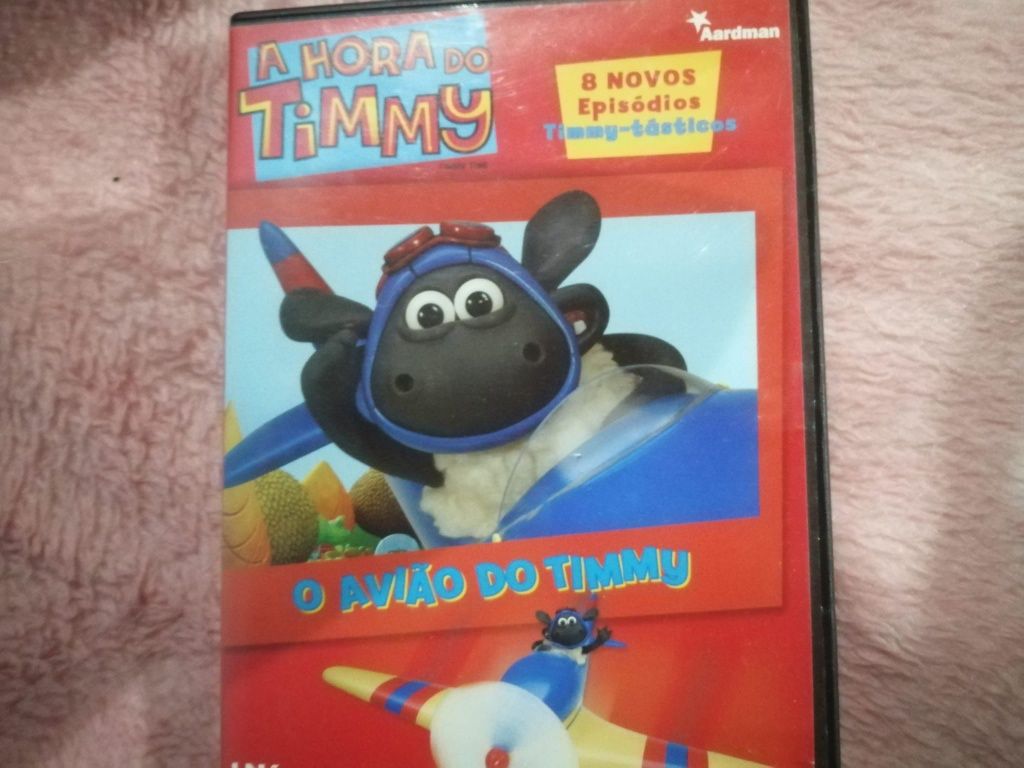 A HORA DO
TIMMY
Aardman
8 NOVOS
Episódios
Timmy-tásticos
O AVIÃO DO TIMMY